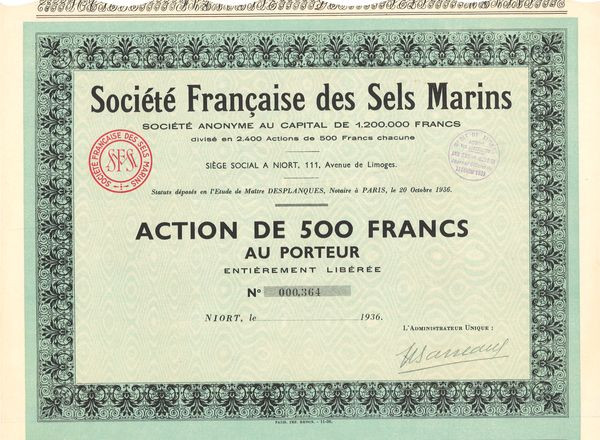 Société Française des Sels Marins
SOCIÉTÉ ANONYME AU CAPITAL DE 1.200.000 FRANCS
divisé en 2.400 Actions de 500 Francs chacune
SIÈGE SOCIAL A NIORT, 111, Avenue de Limoges.
Statuts déposés en l'Etude de Maître DESPLANQUES, Notaire à PARIS, le 20 Octobre 1936.
SOCIÉTÉ FRANÇAISE DES SELS MARINS
SFSM
ACTION DE 500 FRANCS
AU PORTEUR
ENTIÈREMENT LIBÉRÉE
No 000,364
NIORT, le 1936.
L'ADMINISTRATEUR UNIQUE :